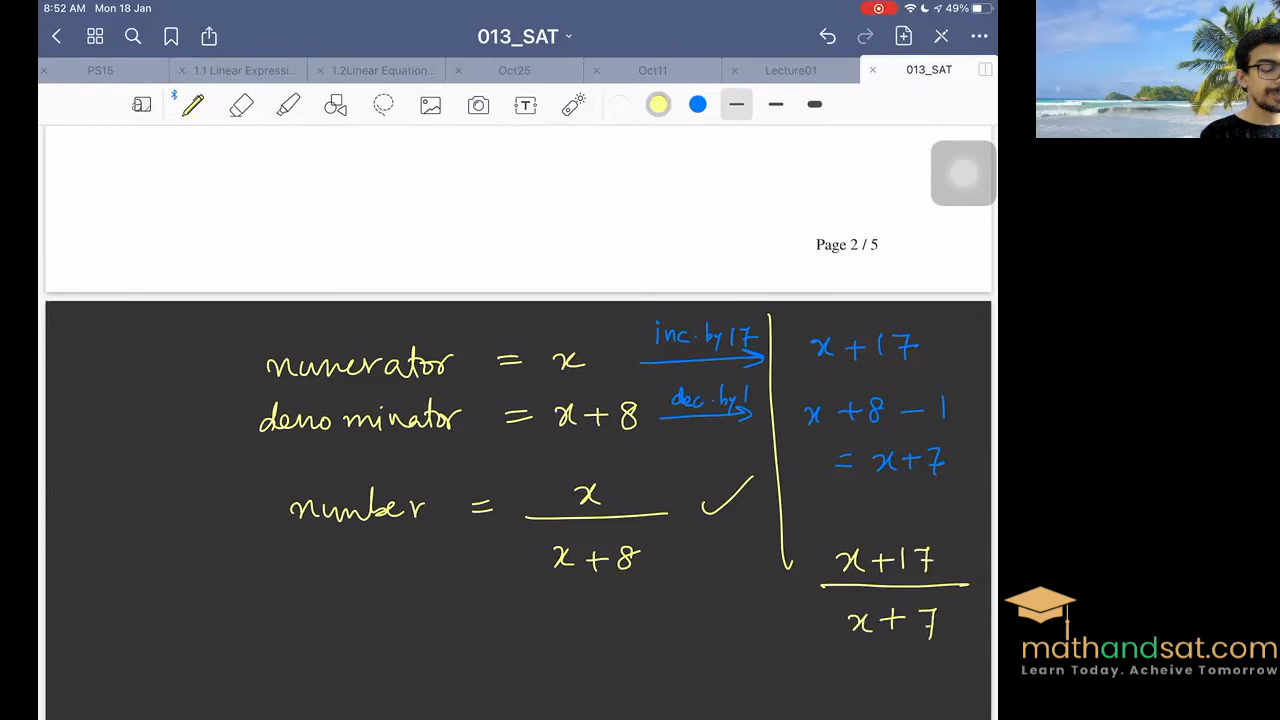 8:52 AM Mon 18 Jan
49%
013_SAT
PS15
1.1 Linear Expressi...
1.2Linear Equation...
Oct25
Oct11
Lecture01
013_SAT
T
Page 2 / 5
numerator = x inc. by 17 x + 17
denominator = x + 8 dec. by 1 x + 8 - 1
= x + 7
number = x / x + 8
x + 17 / x + 7
mathandsat.com
Learn Today. Acheive Tomorrow